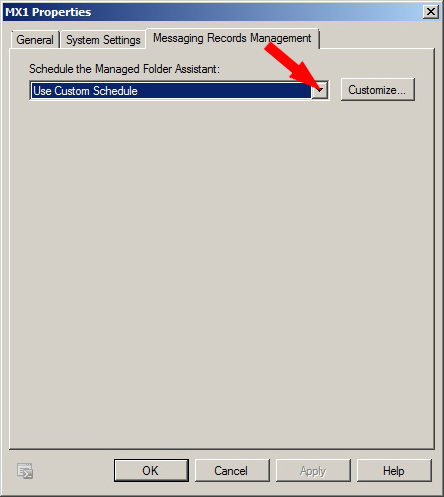 MX1 Properties
General System Settings Messaging Records Management
Schedule the Managed Folder Assistant:
Use Custom Schedule Customize...
OK Cancel Apply Help